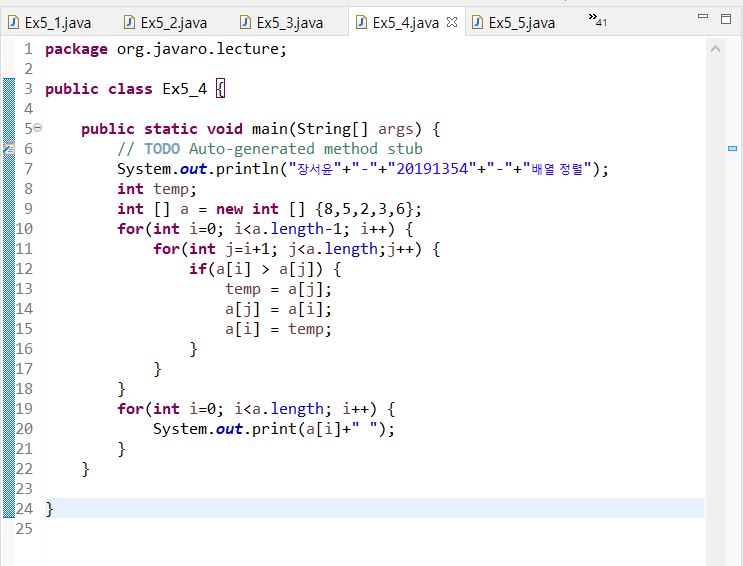 Ex5_1.java Ex5_2.java Ex5_3.java Ex5_4.java Ex5_5.java »41
1 package org.javaro.lecture;
2
3 public class Ex5_4 {
4
5 public static void main(String[] args) {
6 // TODO Auto-generated method stub
7 System.out.println("장서윤"+"-"+"20191354"+"-"+"배열 정렬");
8 int temp;
9 int [] a = new int [] {8,5,2,3,6};
10 for(int i=0; i<a.length-1; i++) {
11 for(int j=i+1; j<a.length;j++) {
12 if(a[i] > a[j]) {
13 temp = a[j];
14 a[j] = a[i];
15 a[i] = temp;
16 }
17 }
18 }
19 for(int i=0; i<a.length; i++) {
20 System.out.print(a[i]+" ");
21 }
22 }
23
24 }
25